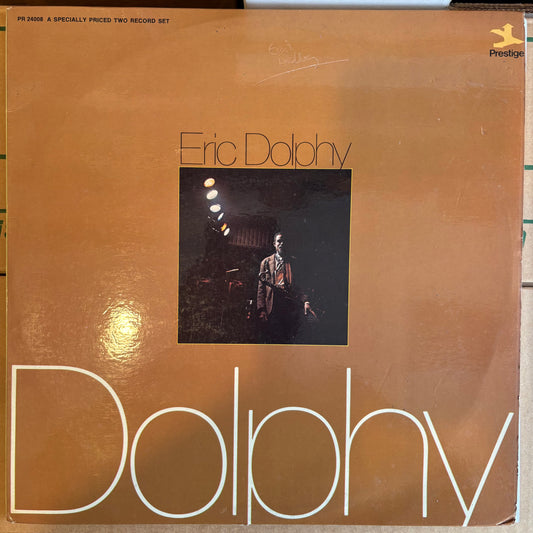 PR 24008 A SPECIALLY PRICED TWO RECORD SET
Prestige
Eric Dolphy
Dolphy